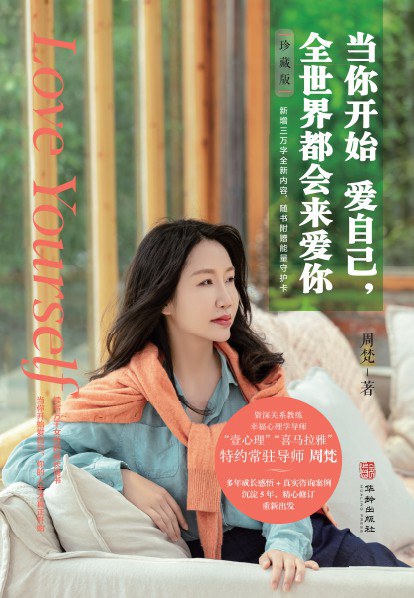 当你开始 爱自己，
全世界都会来爱你
珍藏版
新增三万字全新内容，随书附赠能量守护卡
Love Yourself
周梵 著
资深关系教练
幸福心理学导师
“壹心理”“喜马拉雅”
特约常驻导师 周梵
多年成长感悟+真实咨询案例
沉淀5年，精心修订
重新出发
华龄出版社
HUALING PRESS